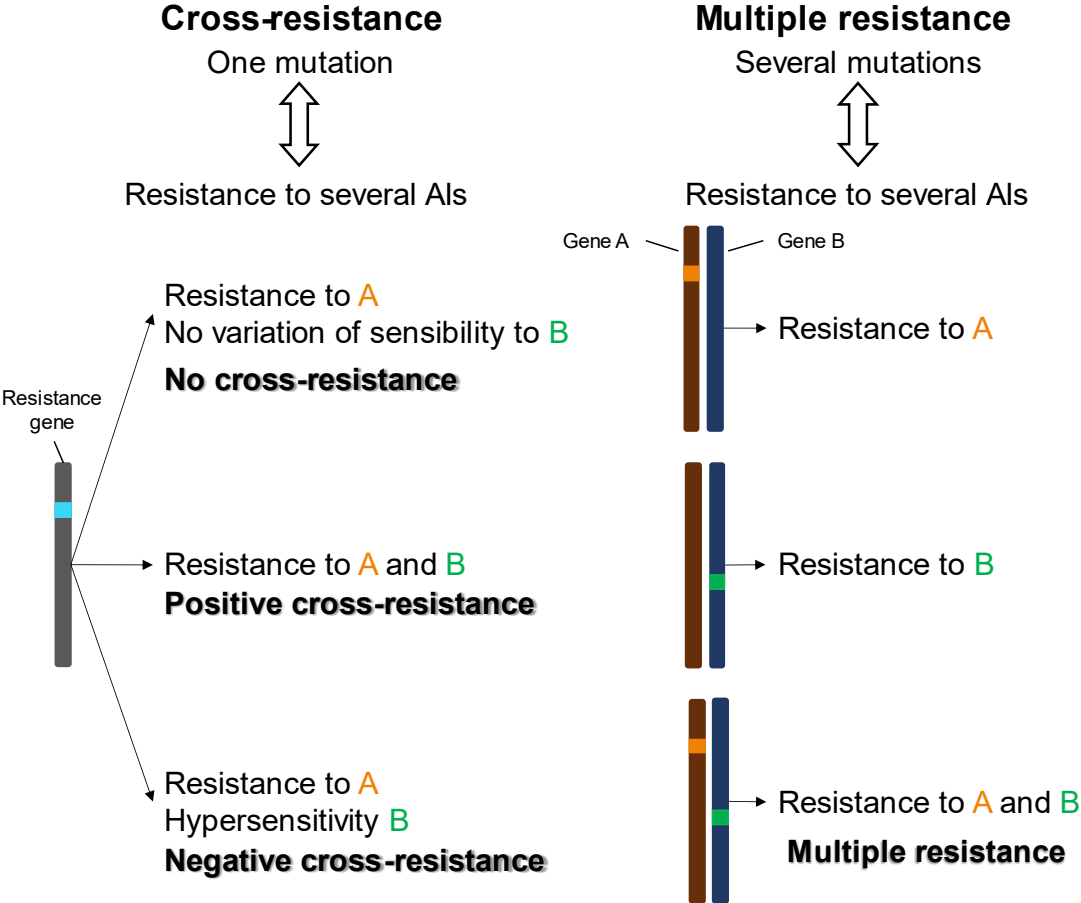 Cross-resistance
One mutation
Resistance to several AIs
Resistance to A
No variation of sensibility to B
No cross-resistance
Resistance
gene
Resistance to A and B
Positive cross-resistance
Resistance to A
Hypersensitivity B
Negative cross-resistance
Multiple resistance
Several mutations
Resistance to several AIs
Gene A
Gene B
Resistance to A
Resistance to B
Resistance to A and B
Multiple resistance